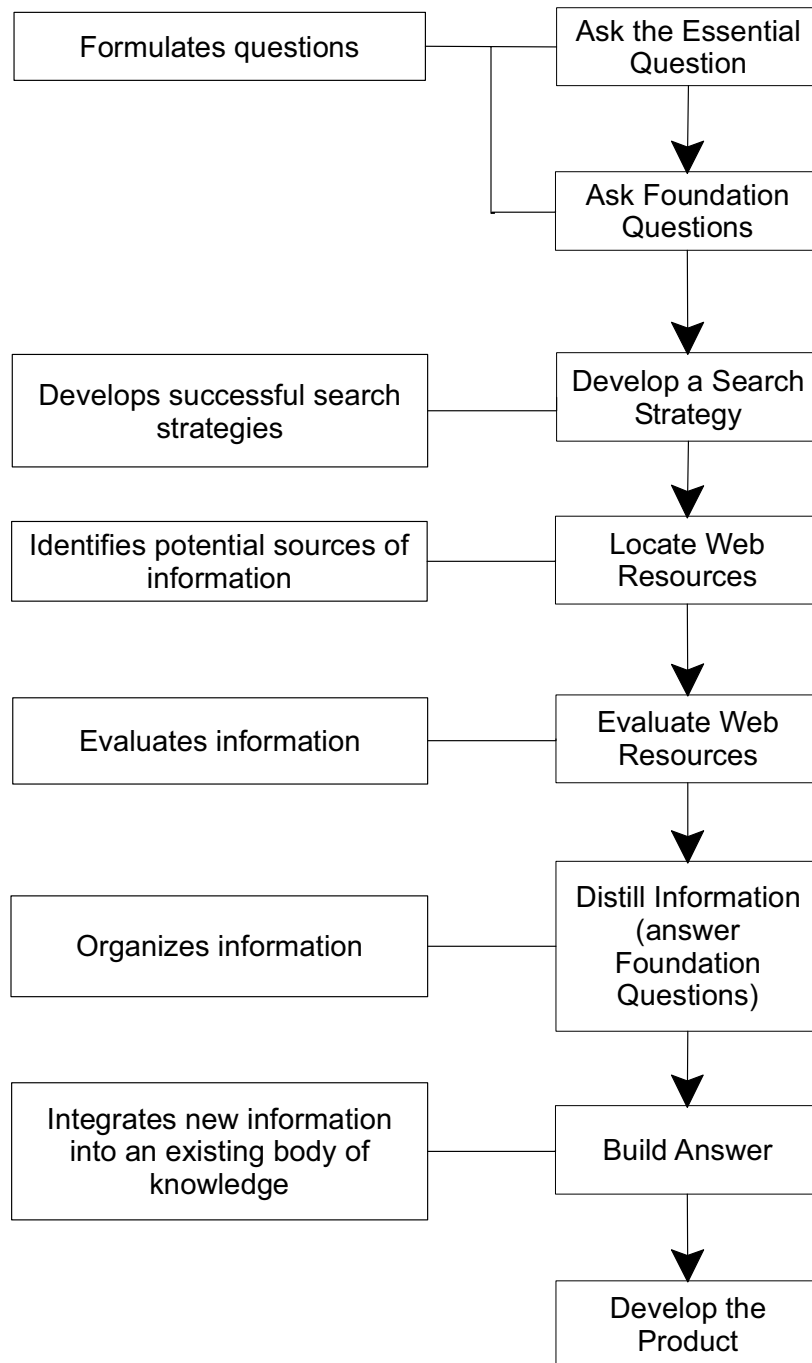 Formulates questions
Ask the Essential
Question
Ask Foundation
Questions
Develops successful search
strategies
Develop a Search
Strategy
Identifies potential sources of
information
Locate Web
Resources
Evaluates information
Evaluate Web
Resources
Organizes information
Distill Information
(answer
Foundation
Questions)
Integrates new information
into an existing body of
knowledge
Build Answer
Develop the
Product